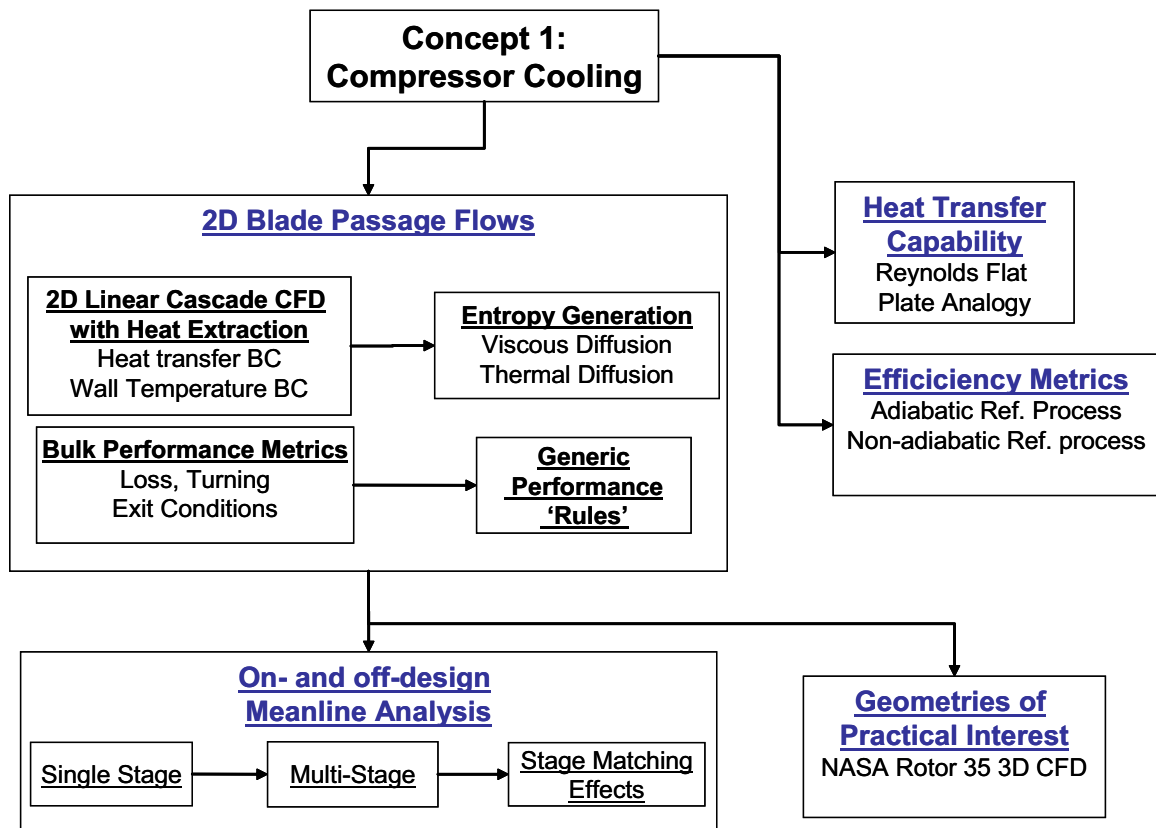 Concept 1:
Compressor Cooling
2D Blade Passage Flows
2D Linear Cascade CFD
with Heat Extraction
Heat transfer BC
Wall Temperature BC
Entropy Generation
Viscous Diffusion
Thermal Diffusion
Bulk Performance Metrics
Loss, Turning
Exit Conditions
Generic
Performance
‘Rules’
Heat Transfer
Capability
Reynolds Flat
Plate Analogy
Efficiciency Metrics
Adiabatic Ref. Process
Non-adiabatic Ref. process
On- and off-design
Meanline Analysis
Single Stage
Multi-Stage
Stage Matching
Effects
Geometries of
Practical Interest
NASA Rotor 35 3D CFD